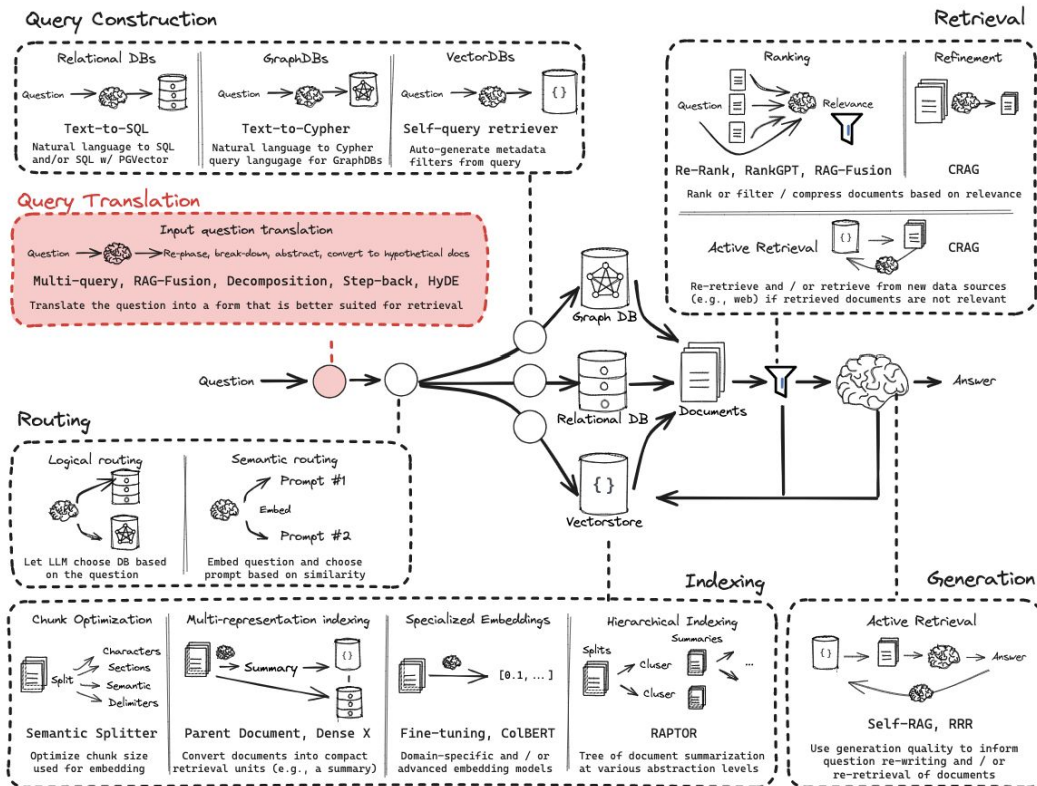 Query Construction
Relational DBs
Question
Text-to-SQL
Natural language to SQL
and/or SQL w/ PGVector
GraphDBs
Question
Text-to-Cypher
Natural language to Cypher
query langugage for GraphDBs
VectorDBs
Question
{}
Self-query retriever
Auto-generate metadata
filters from query
Retrieval
Ranking
Question
Relevance
Re-Rank, RankGPT, RAG-Fusion
Refinement
CRAG
Rank or filter / compress documents based on relevance
Active Retrieval
{}
CRAG
Re-retrieve and / or retrieve from new data sources
(e.g., web) if retrieved documents are not relevant
Query Translation
Input question translation
Question
Re-phase, break-down, abstract, convert to hypothetical docs
Multi-query, RAG-Fusion, Decomposition, Step-back, HyDE
Translate the question into a form that is better suited for retrieval
Question
Graph DB
Relational DB
{}
Vectorstore
Documents
Answer
Routing
Logical routing
Let LLM choose DB based
on the question
Semantic routing
Prompt #1
Embed
Prompt #2
Embed question and choose
prompt based on similarity
Indexing
Chunk Optimization
Split
Characters
Sections
Semantic
Delimiters
Semantic Splitter
Optimize chunk size
used for embedding
Multi-representation indexing
Summary
{}
Parent Document, Dense X
Convert documents into compact
retrieval units (e.g., a summary)
Specialized Embeddings
[0.1, ...]
Fine-tuning, ColBERT
Domain-specific and / or
advanced embedding models
Hierarchical Indexing
Splits
Summaries
Cluser
Cluser
...
RAPTOR
Tree of document summarization
at various abstraction levels
Generation
Active Retrieval
{}
Answer
Self-RAG, RRR
Use generation quality to inform
question re-writing and / or
re-retrieval of documents